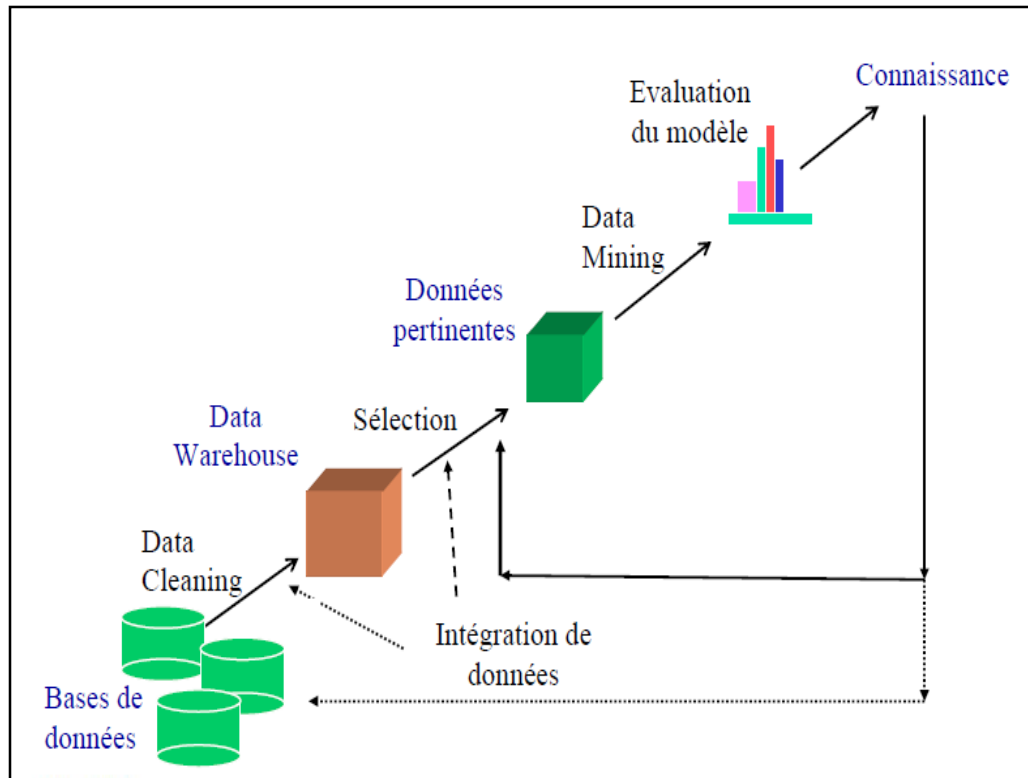 Connaissance
Evaluation
du modèle
Data
Mining
Données
pertinentes
Sélection
Data
Warehouse
Data
Cleaning
Intégration de
données
Bases de
données